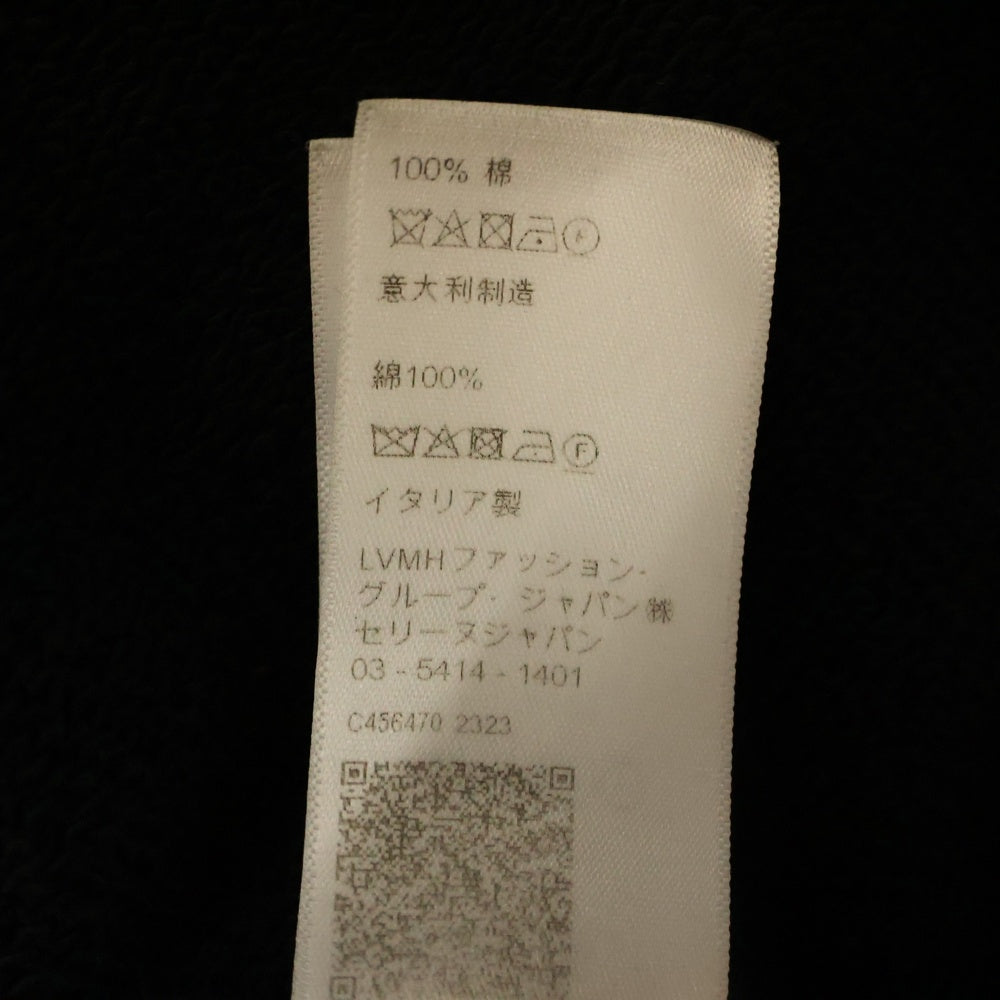 100% 棉
意大利制造
綿100%
F
イタリア製
LVMHファッション・
グループ・ジャパン㈱
セリーヌジャパン
03 - 5414 - 1401
C456470 2323